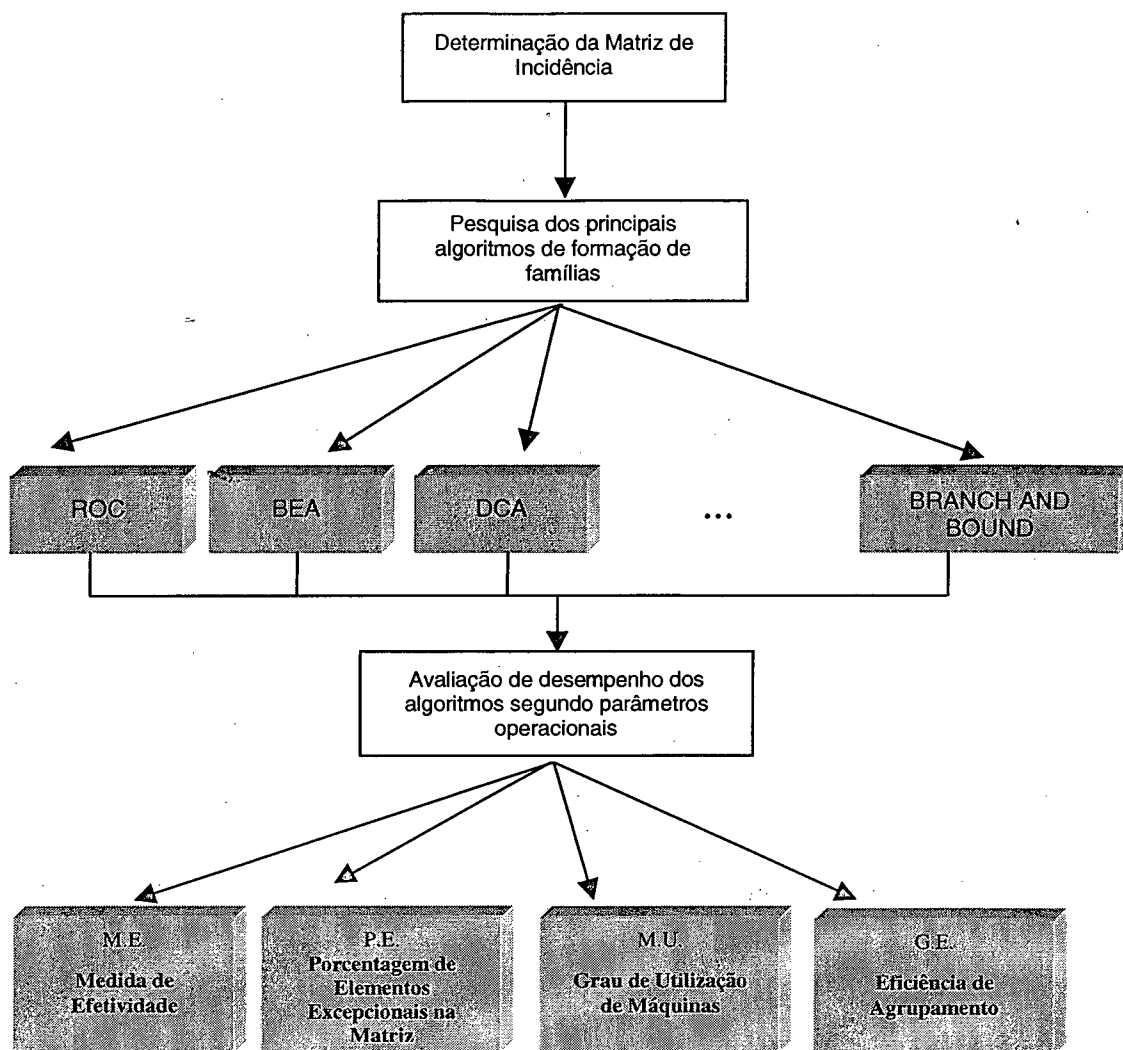 Determinação da Matriz de
Incidência
Pesquisa dos principais
algoritmos de formação de
famílias
ROC
BEA
DCA
...
BRANCH AND
BOUND
Avaliação de desempenho dos
algoritmos segundo parâmetros
operacionais
M.E.
Medida de
Efetividade
P.E.
Porcentagem de
Elementos
Excepcionais na
Matriz
M.U.
Grau de Utilização
de Máquinas
G.E.
Eficiência de
Agrupamento